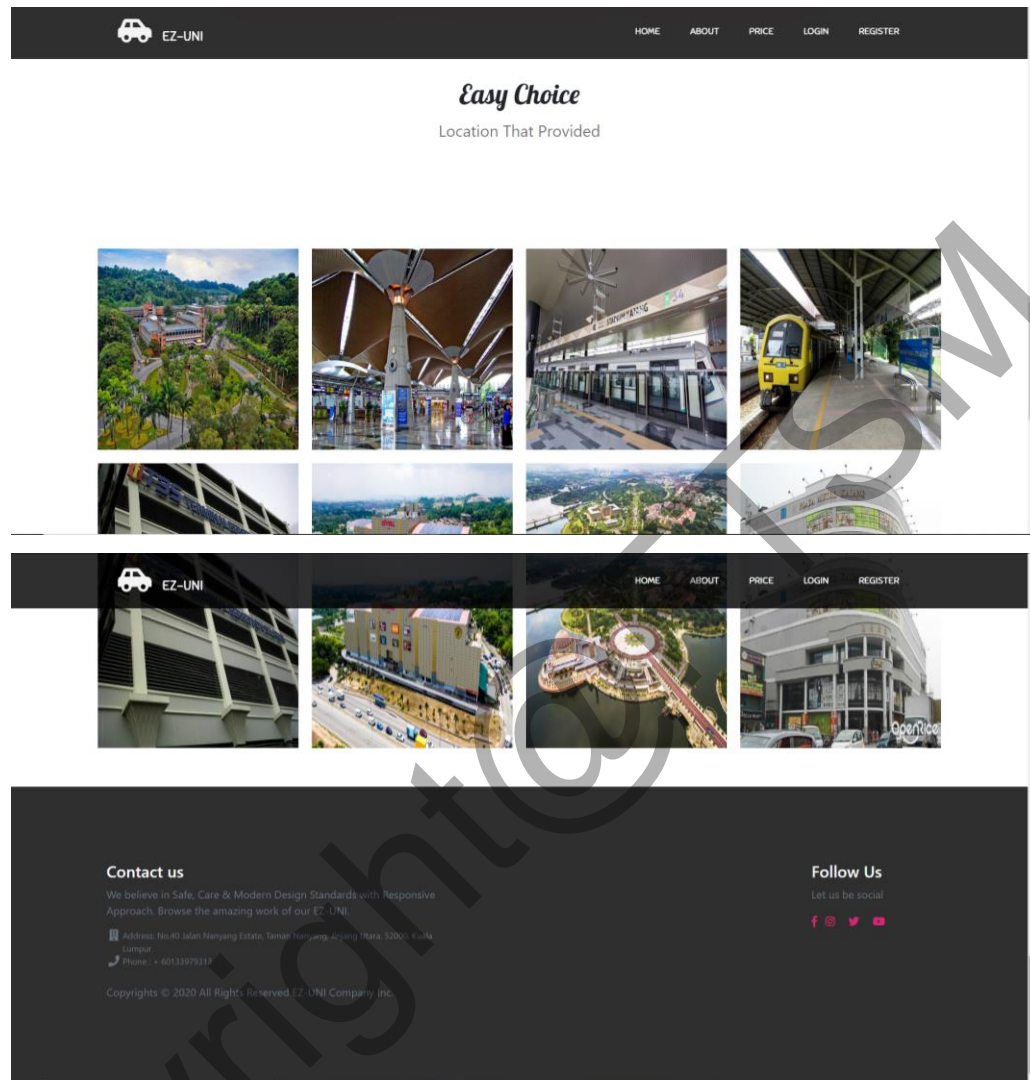 EZ-UNI
HOME ABOUT PRICE LOGIN REGISTER
Easy Choice
Location That Provided
EZ-UNI
HOME ABOUT PRICE LOGIN REGISTER
OpenRice
Contact us
We believe in Safe, Care & Modern Design Standards with Responsive
Approach. Browse the amazing work of our EZ-UNI.
Address: No.40 Jalan Nanyang Estate, Taman Nanyang, Utara, 52000, Kuala
Lumpur
Phone : + 60133979313
Copyrights © 2020 All Rights Reserved EZ-UNI Company Inc.
Follow Us
Let us be social